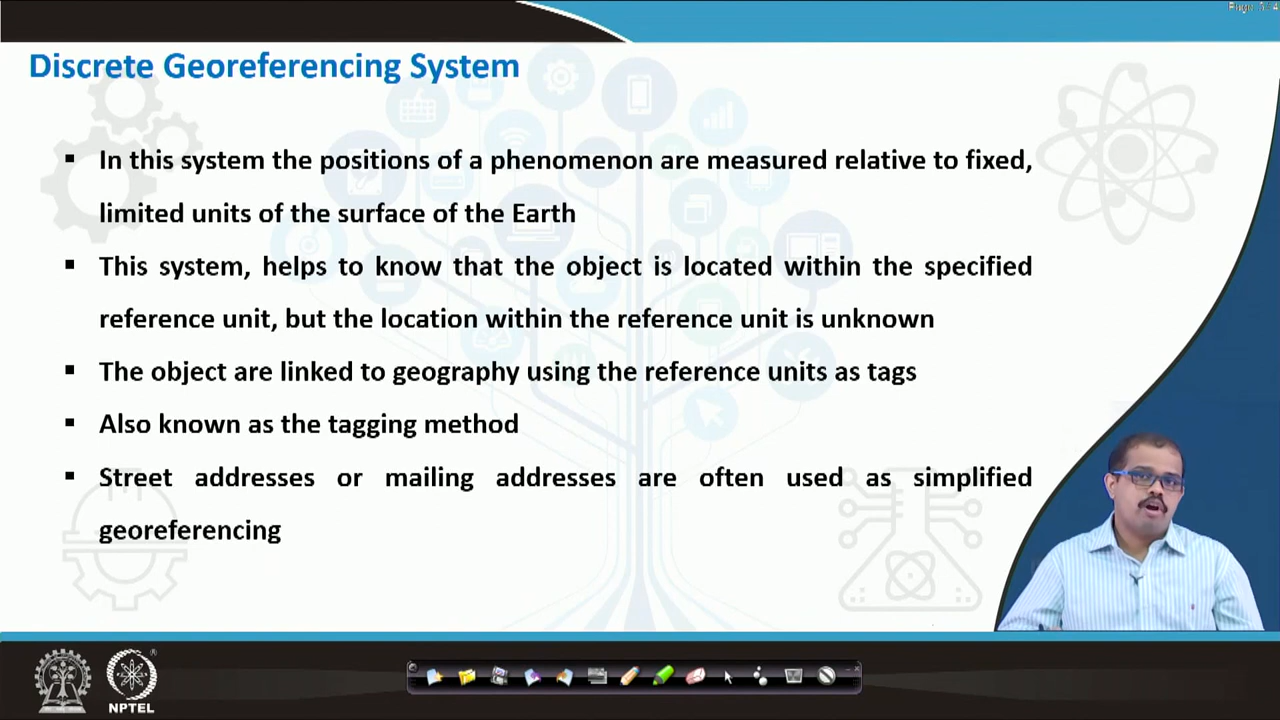 Discrete Georeferencing System
▪ In this system the positions of a phenomenon are measured relative to fixed,
limited units of the surface of the Earth
▪ This system, helps to know that the object is located within the specified
reference unit, but the location within the reference unit is unknown
▪ The object are linked to geography using the reference units as tags
▪ Also known as the tagging method
▪ Street addresses or mailing addresses are often used as simplified
georeferencing
NPTEL